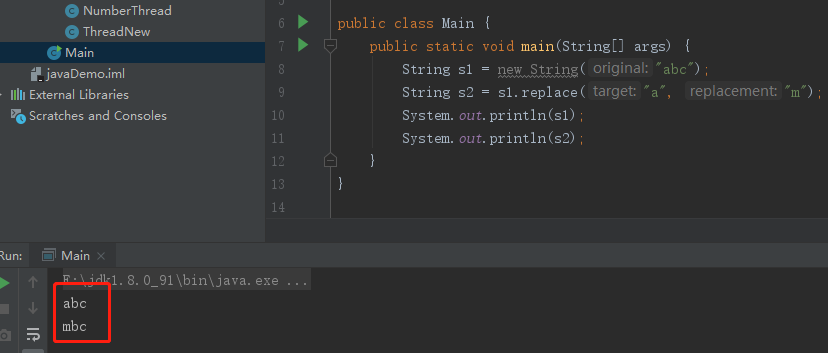 NumberThread
ThreadNew
Main
javaDemo.iml
External Libraries
Scratches and Consoles
6
7
8
9
10
11
12
13
14
public class Main {
public static void main(String[] args) {
String s1 = new String( original: "abc");
String s2 = s1.replace( target: "a", replacement: "m");
System.out.println(s1);
System.out.println(s2);
}
}
Run: Main ×
E:\jdk1.8.0_91\bin\java.exe ...
abc
mbc